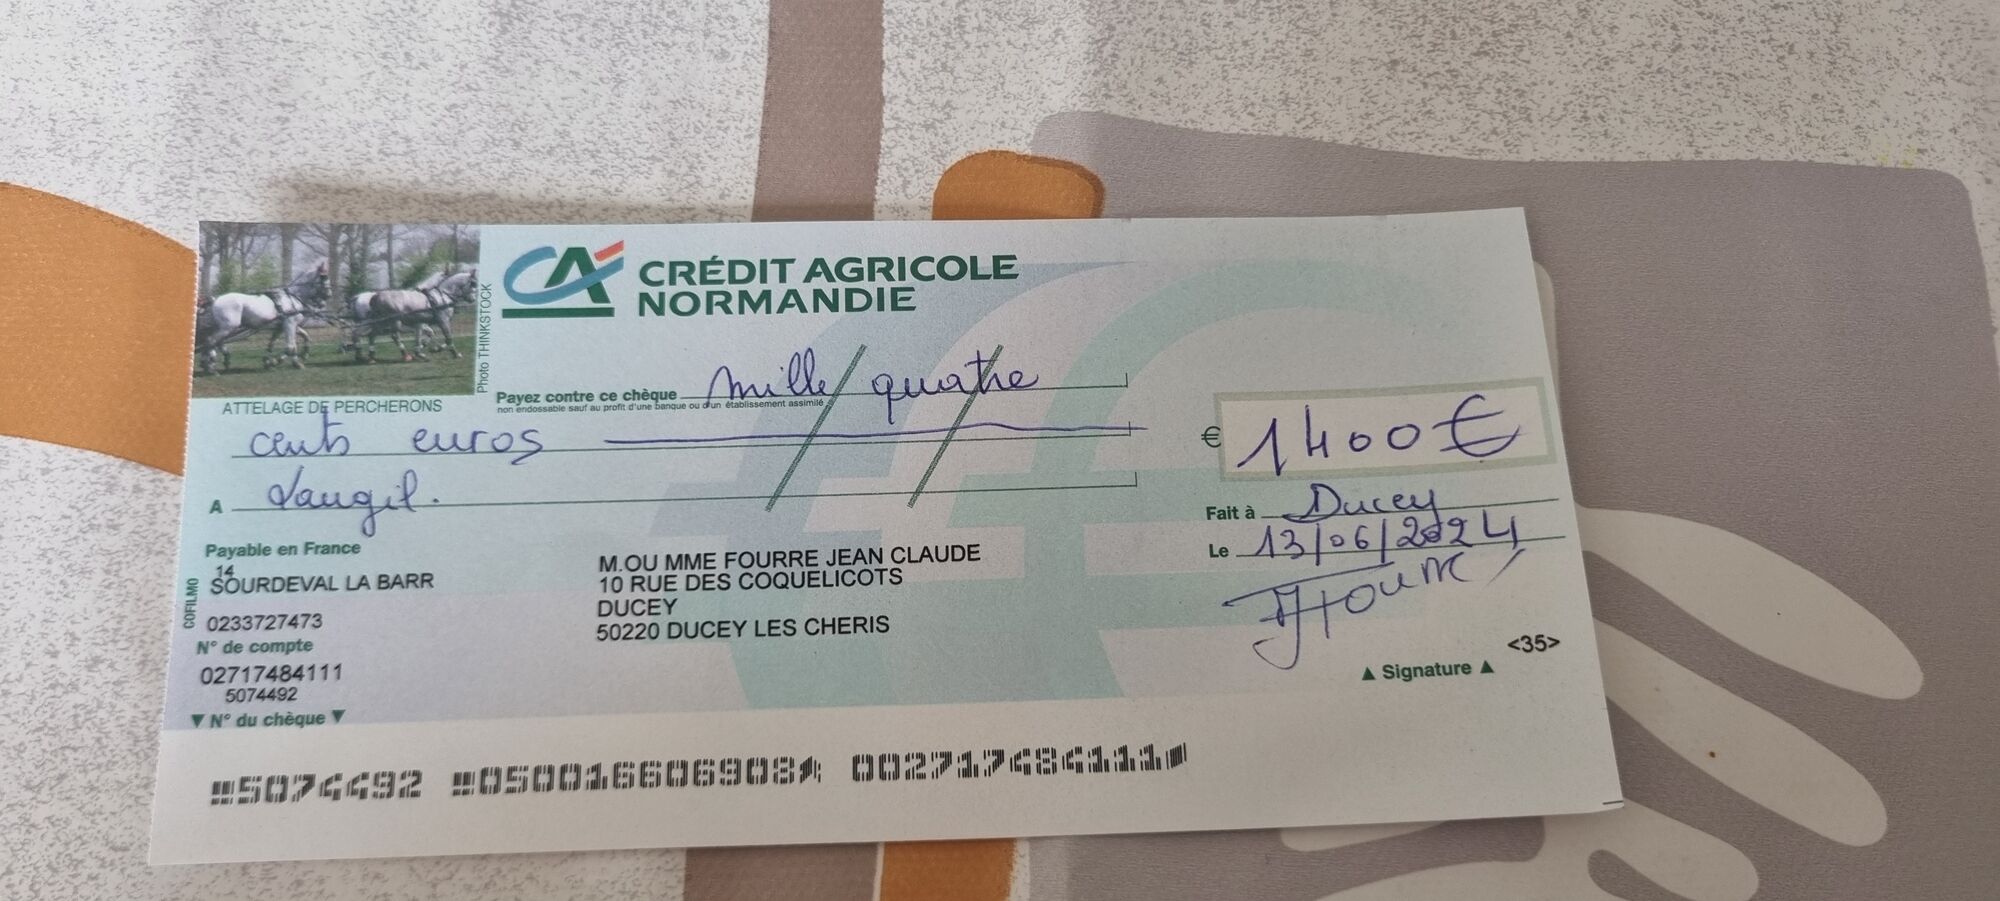 CRÉDIT AGRICOLE
NORMANDIE
Photo THINKSTOCK
ATTELAGE DE PERCHERONS
Payez contre ce chèque mille quatre
non endossable sauf au profit d'une banque ou d'un établissement assimilé
cents euros
€ 1400 €
A
Fait à Ducey
Le 13/06/2024
Payable en France
14
SOURDEVAL LA BARR
COFILMO
0233727473
N° de compte
02717484111
5074492
▼ N° du chèque ▼
M.OU MME FOURRE JEAN CLAUDE
10 RUE DES COQUELICOTS
DUCEY
50220 DUCEY LES CHERIS
<35>
▲ Signature ▲
5074492 050016606908 002717484111